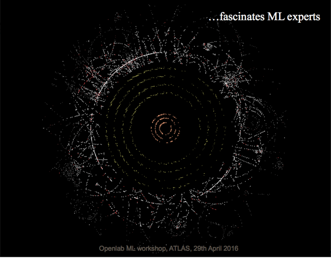 ...fascinates ML experts
Openlab ML workshop, ATLAS, 29th April 2016